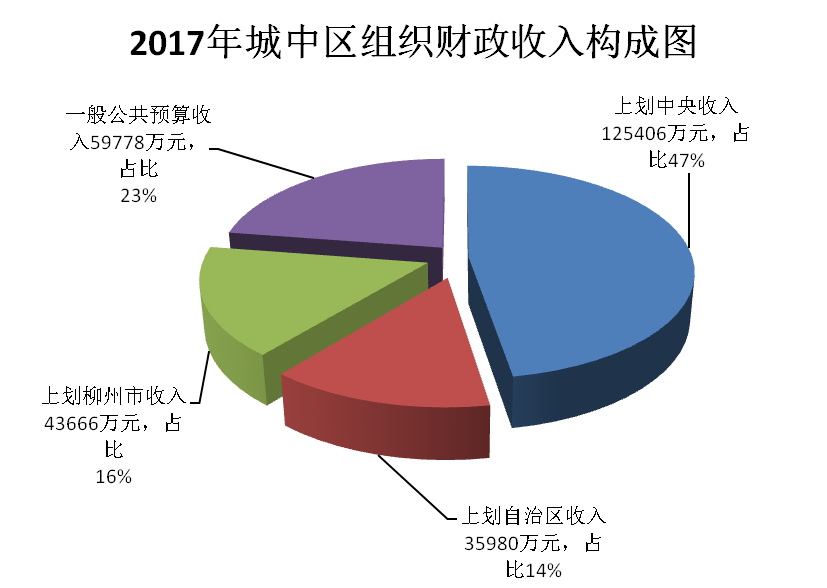 2017年城中区组织财政收入构成图
上划中央收入
125406万元，占
比47%
一般公共预算收
入59778万元，
占比
23%
上划柳州市收入
43666万元，占
比
16%
上划自治区收入
35980万元，占
比14%